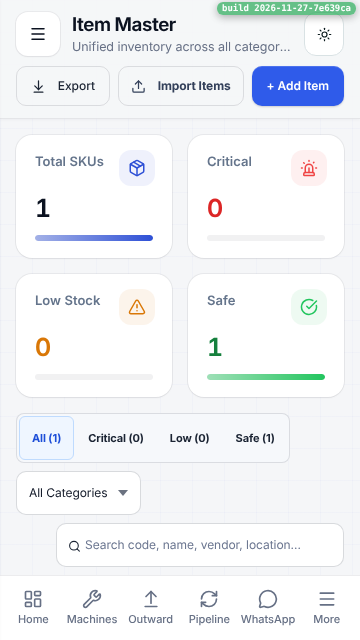 build 2026-11-27-7e639ca
Item Master
Unified inventory across all categor...
Export
Import Items
+ Add Item
Total SKUs
1
Critical
0
Low Stock
0
Safe
1
All (1)
Critical (0)
Low (0)
Safe (1)
All Categories
Search code, name, vendor, location...
Home
Machines
Outward
Pipeline
WhatsApp
More